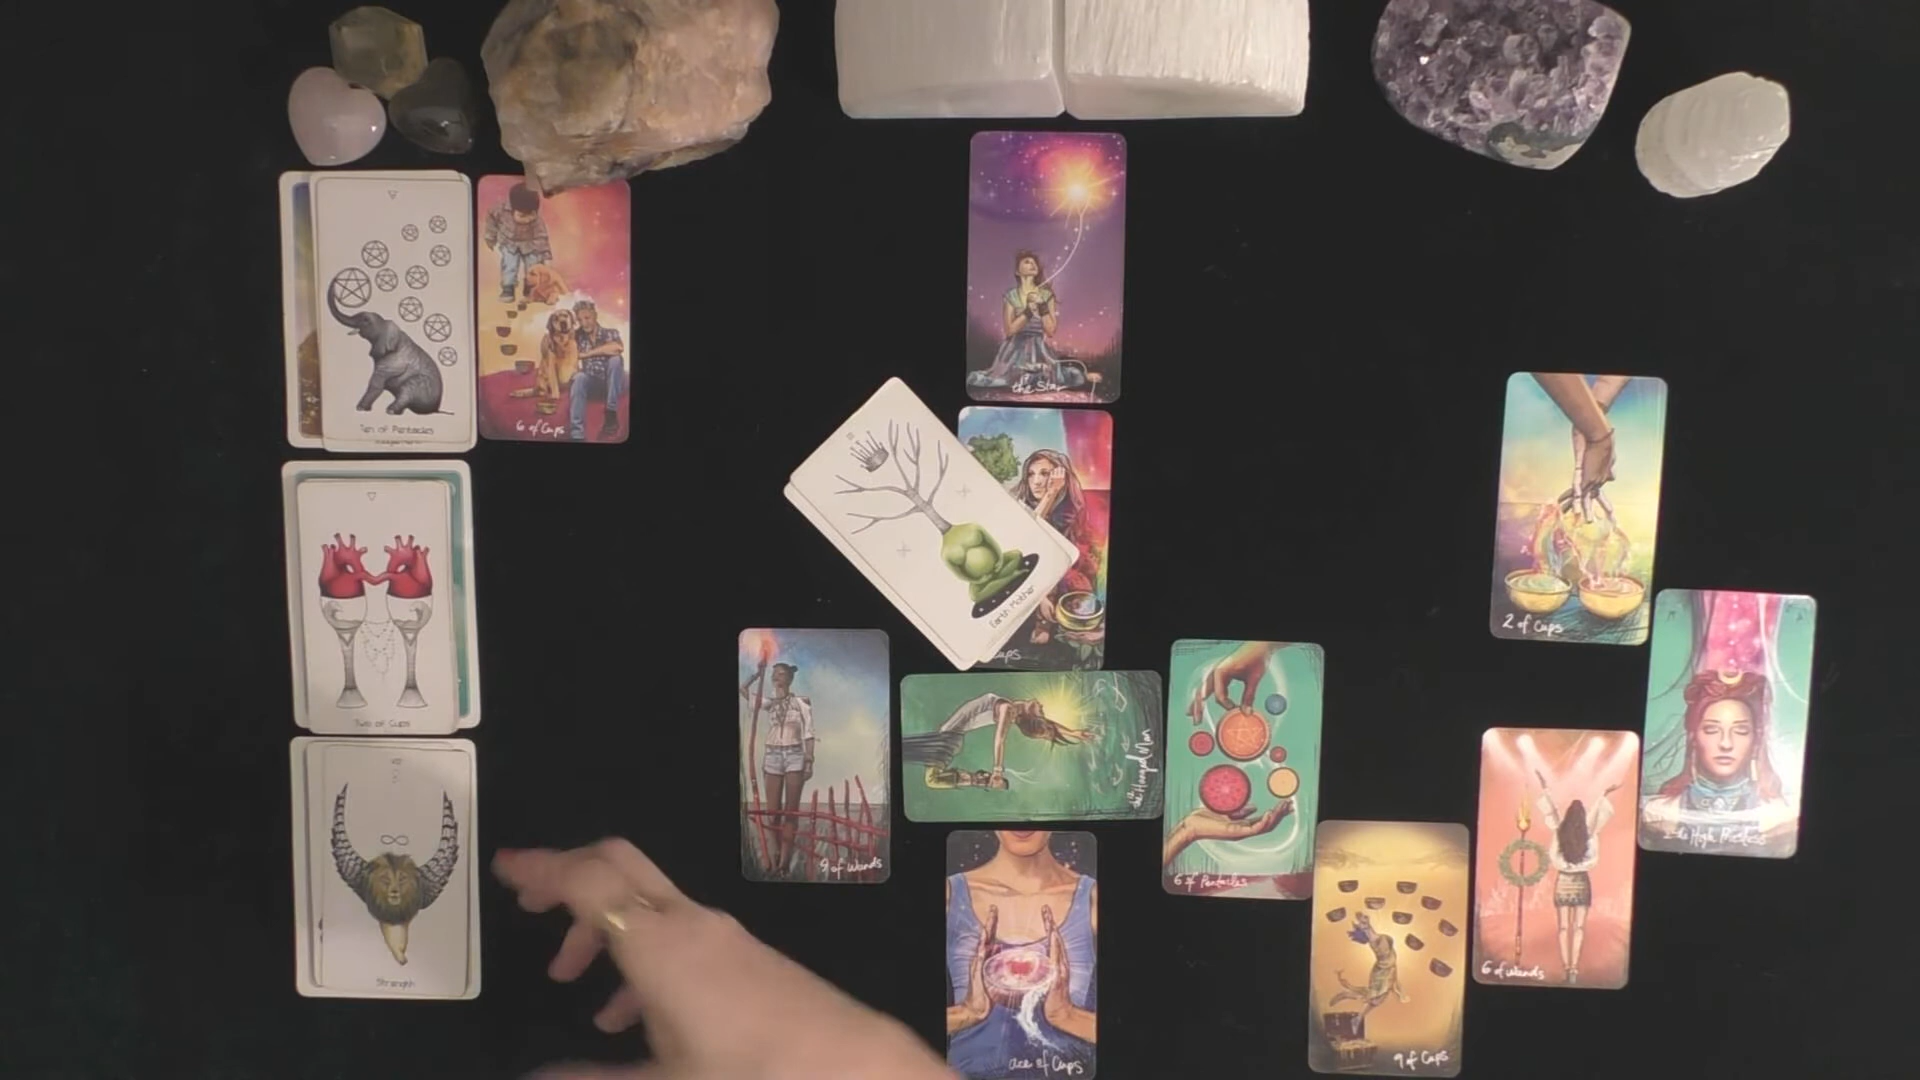 Ten of Pentacles
6 of Cups
the Star
III
Earth Mother
Cups
2 of Cups
Two of Cups
9 of Wands
the Hanged Man
6 of Pentacles
the High Priestess
6 of Wands
Strength
ace of Cups
9 of Cups